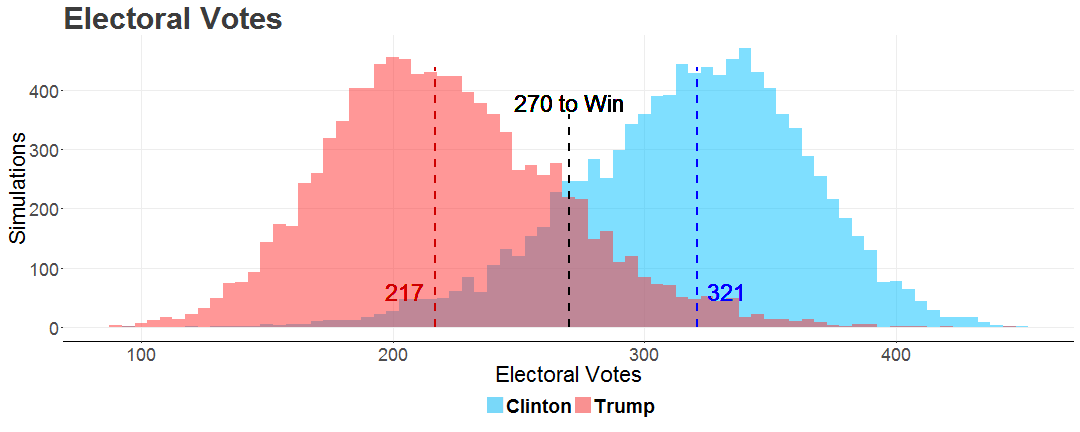 Electoral Votes
400
300
200
100
0
Simulations
270 to Win
217
321
100 200 300 400
Electoral Votes
Clinton Trump